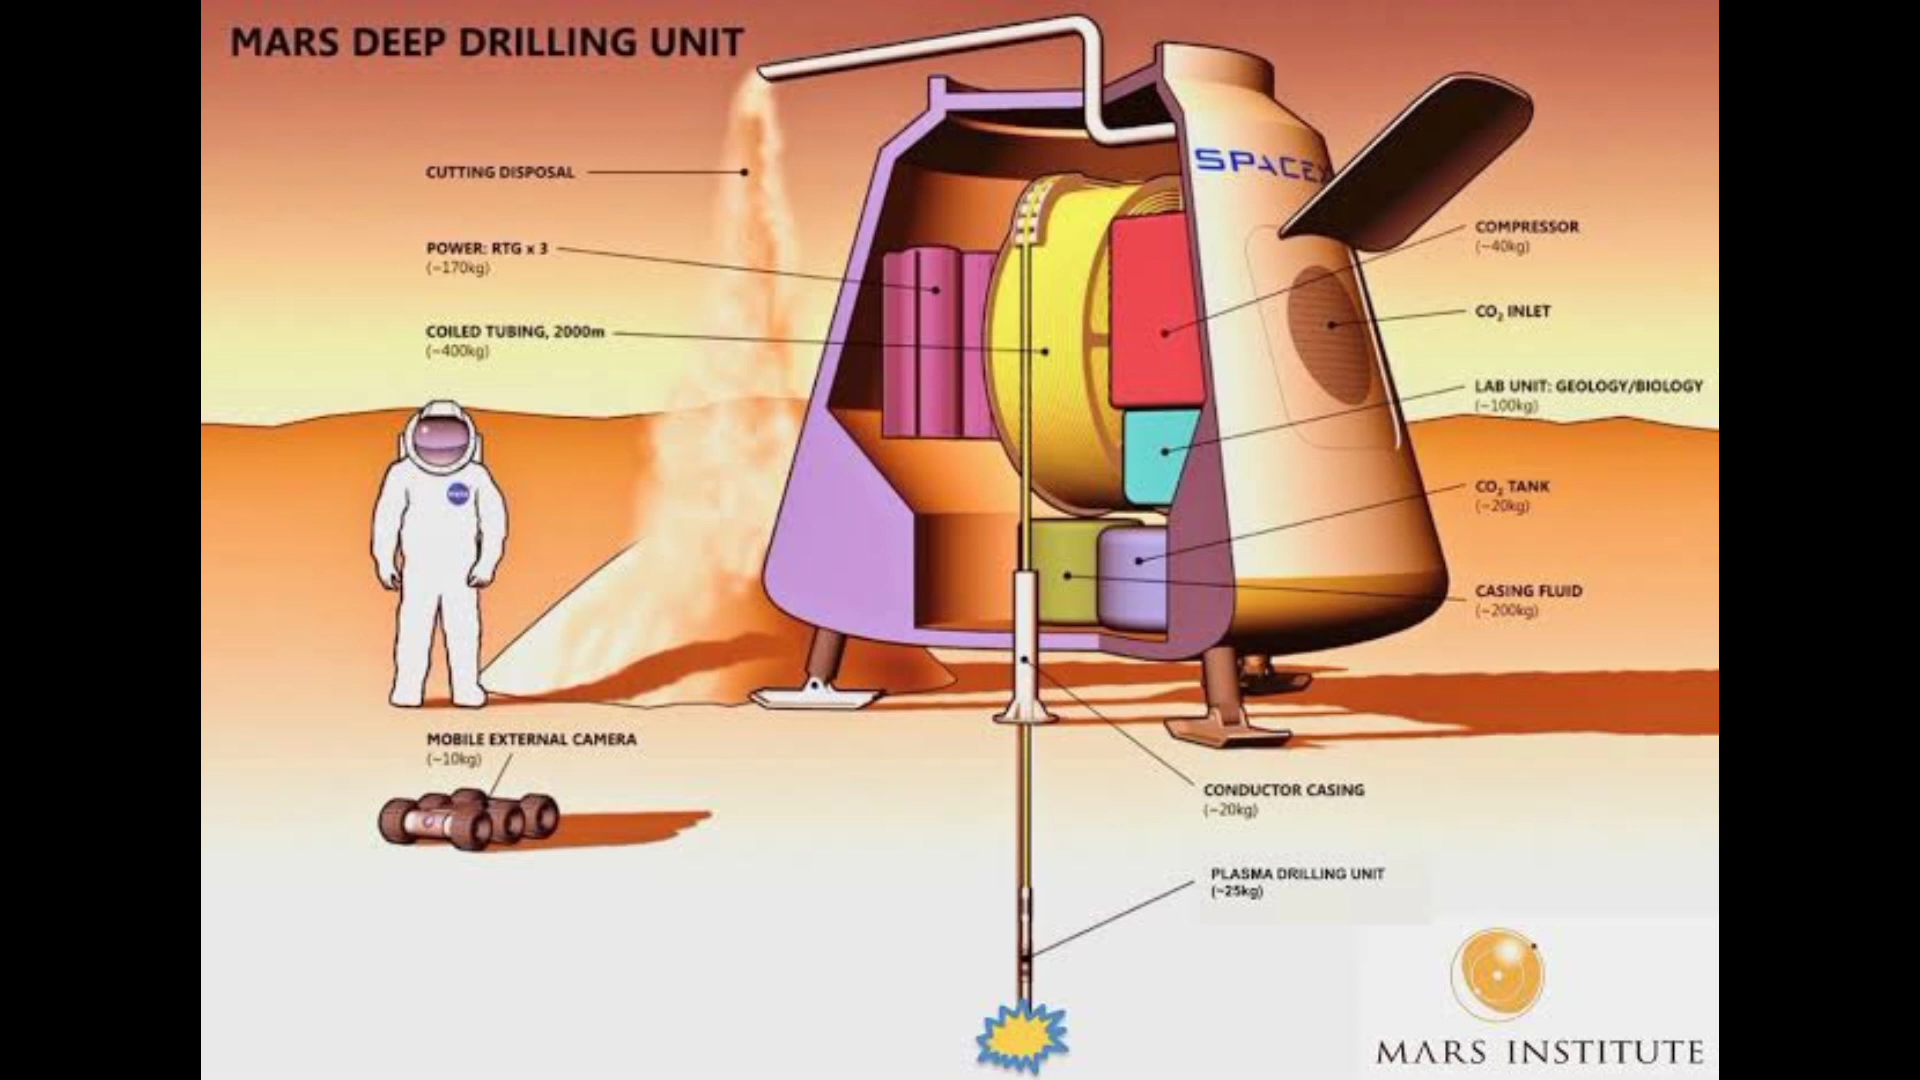 MARS DEEP DRILLING UNIT
SPACEX
CUTTING DISPOSAL
POWER: RTG x 3
(~170kg)
COILED TUBING, 2000m
(~400kg)
COMPRESSOR
(~40kg)
CO₂ INLET
LAB UNIT: GEOLOGY/BIOLOGY
(~100kg)
CO₂ TANK
(~20kg)
CASING FLUID
(~200kg)
NASA
MOBILE EXTERNAL CAMERA
(~10kg)
CONDUCTOR CASING
(~20kg)
PLASMA DRILLING UNIT
(~25kg)
MARS INSTITUTE